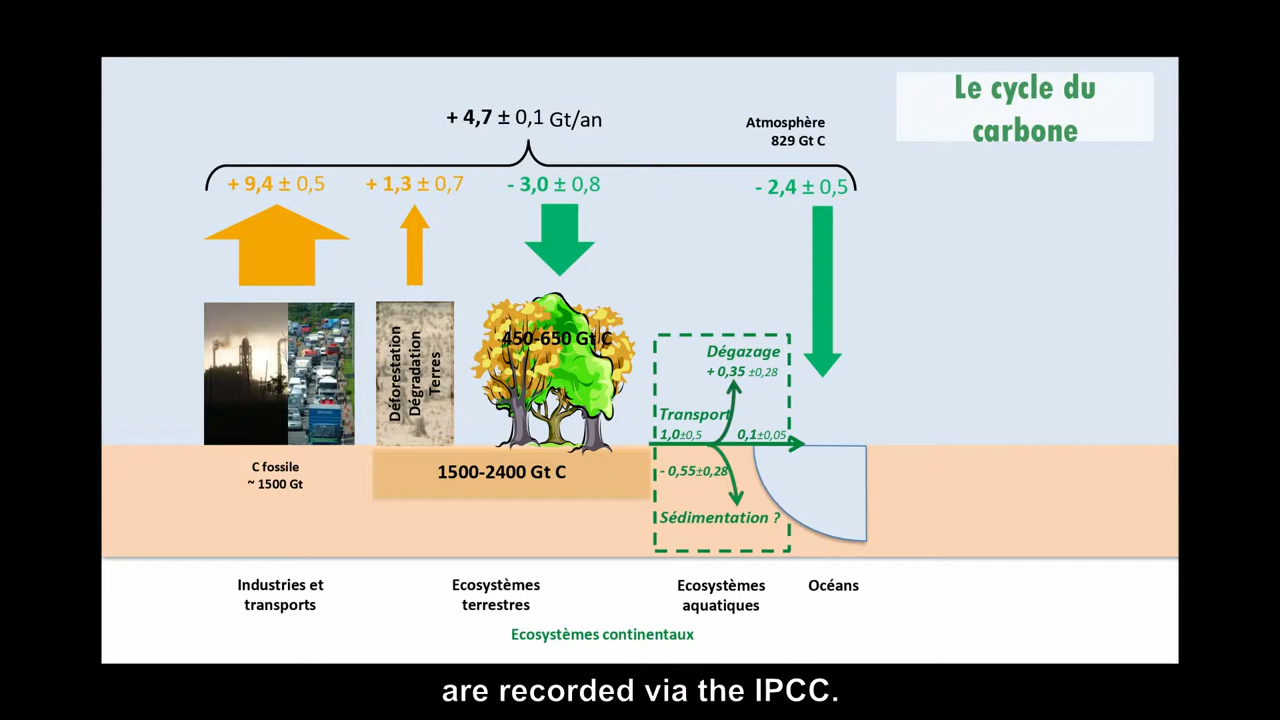 Le cycle du
carbone
+ 4,7 ± 0,1 Gt/an
Atmosphère
829 Gt C
+ 9,4 ± 0,5
+ 1,3 ± 0,7
- 3,0 ± 0,8
- 2,4 ± 0,5
Déforestation
Dégradation
Terres
450-650 Gt C
Dégazage
+ 0,35 ±0,28
Transport
1,0±0,5
0,1±0,05
- 0,55±0,28
Sédimentation ?
C fossile
~ 1500 Gt
1500-2400 Gt C
Industries et
transports
Ecosystèmes
terrestres
Ecosystèmes
aquatiques
Océans
Ecosystèmes continentaux
are recorded via the IPCC.